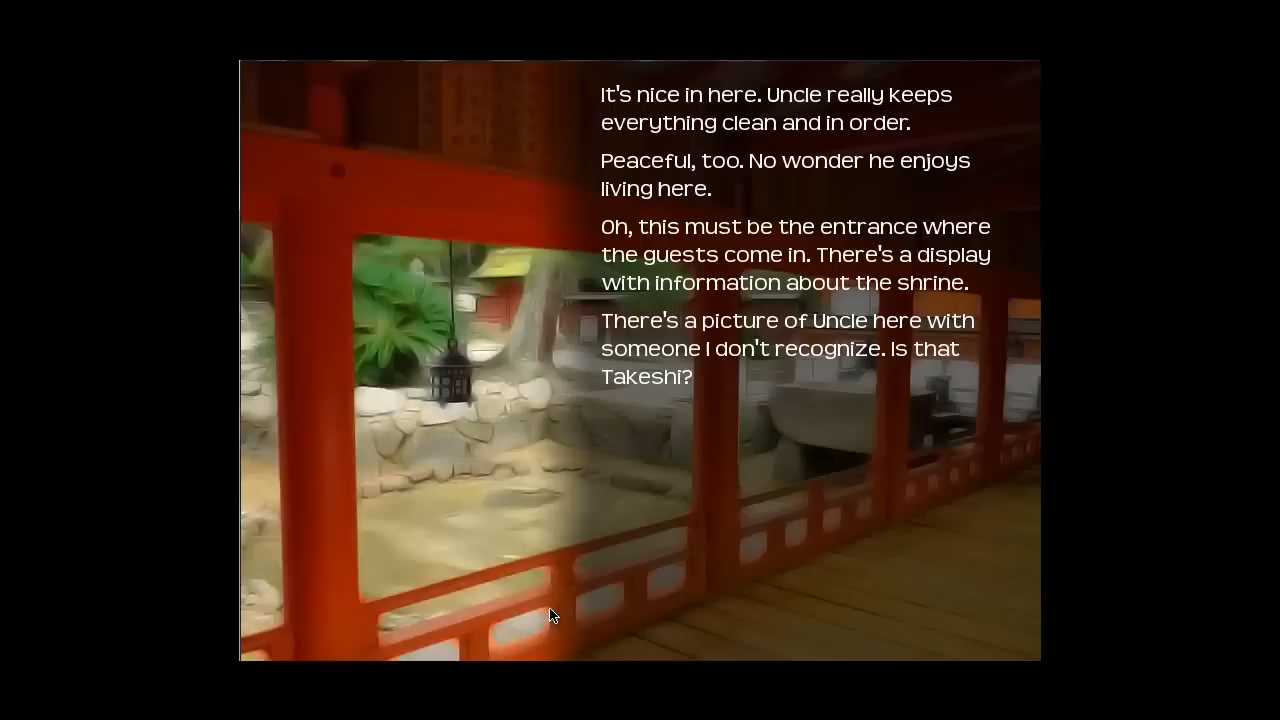 It's nice in here. Uncle really keeps
everything clean and in order.
Peaceful, too. No wonder he enjoys
living here.
Oh, this must be the entrance where
the guests come in. There's a display
with information about the shrine.
There's a picture of Uncle here with
someone I don't recognize. Is that
Takeshi?